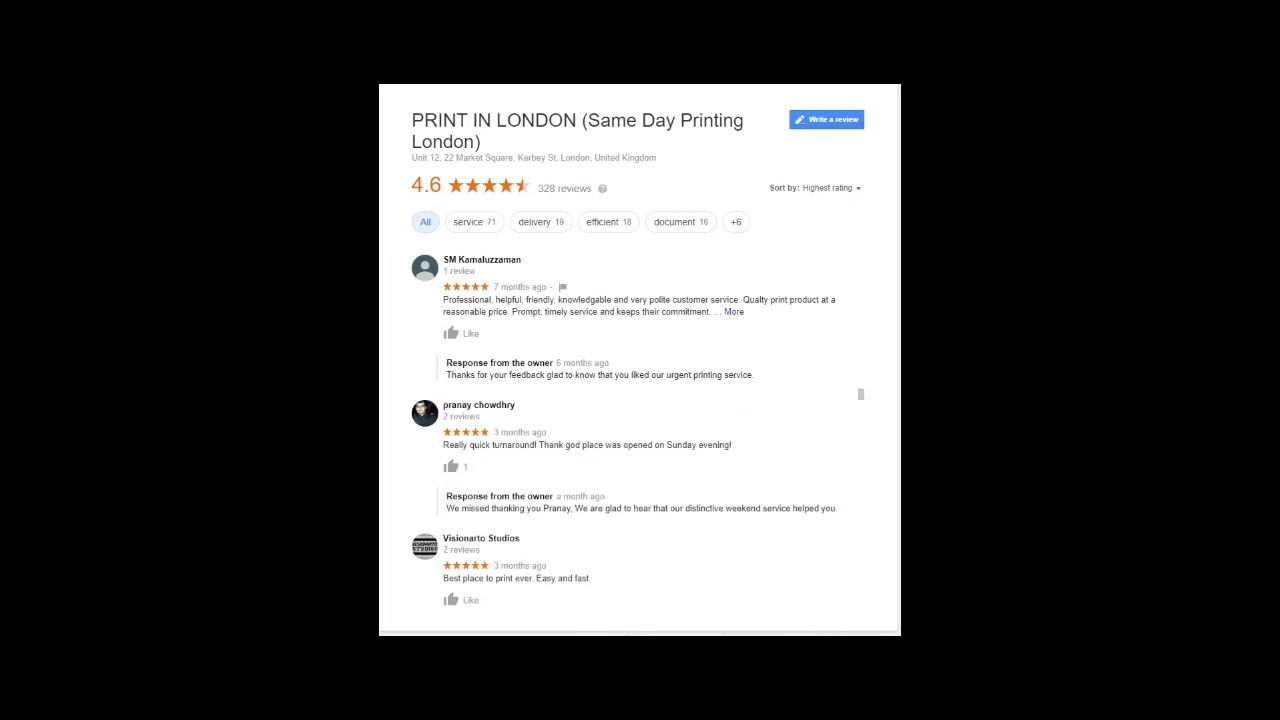 PRINT IN LONDON (Same Day Printing
London)
Write a review
Unit 12, 22 Market Square, Kerbey St, London, United Kingdom
4.6 328 reviews
Sort by: Highest rating
All service 71 delivery 19 efficient 18 document 16 +6
SM Kamaluzzaman
1 review
7 months ago -
Professional, helpful, friendly, knowledgable and very polite customer service. Qualty print product at a
reasonable price. Prompt, timely service and keeps their commitment. ... More
Like
Response from the owner 6 months ago
Thanks for your feedback glad to know that you liked our urgent printing service.
pranay chowdhry
2 reviews
3 months ago
Really quick turnaround! Thank god place was opened on Sunday evening!
1
Response from the owner a month ago
We missed thanking you Pranay, We are glad to hear that our distinctive weekend service helped you.
VISIONARTO
STUDIOS
Visionarto Studios
2 reviews
3 months ago
Best place to print ever. Easy and fast.
Like